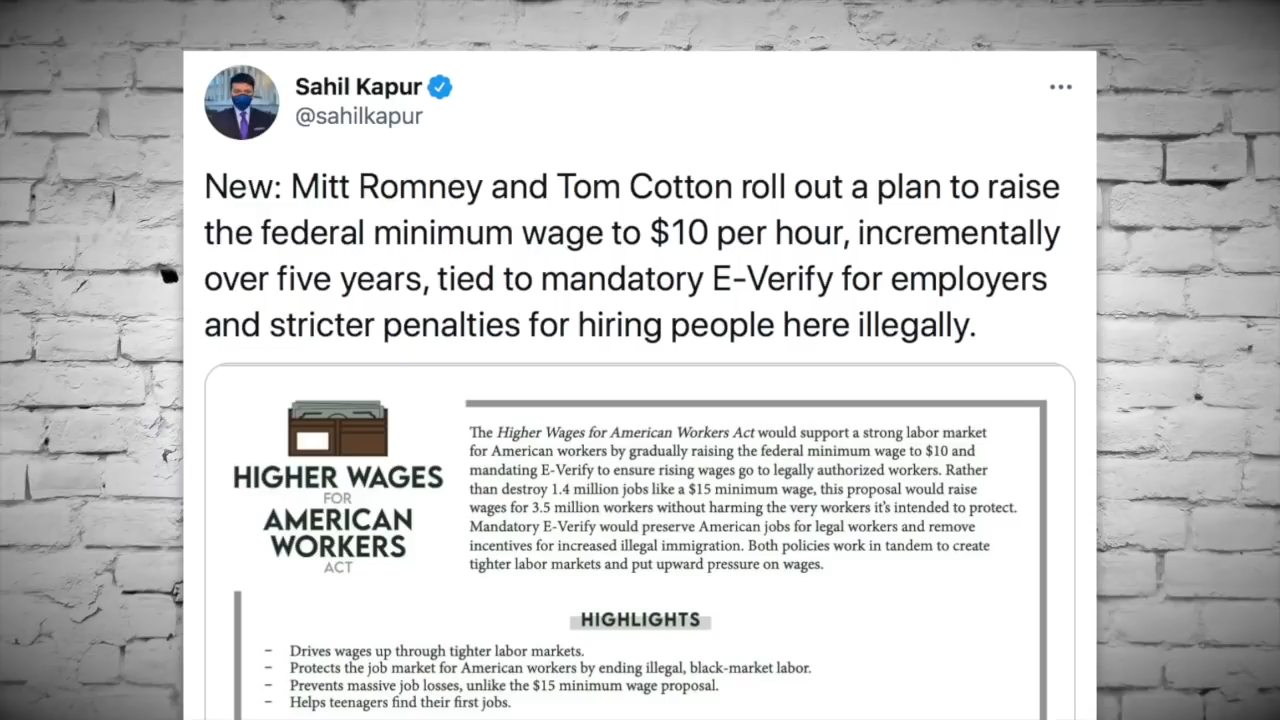 Sahil Kapur
@sahilkapur
New: Mitt Romney and Tom Cotton roll out a plan to raise
the federal minimum wage to $10 per hour, incrementally
over five years, tied to mandatory E-Verify for employers
and stricter penalties for hiring people here illegally.
HIGHER WAGES
FOR
AMERICAN
WORKERS
ACT
The Higher Wages for American Workers Act would support a strong labor market
for American workers by gradually raising the federal minimum wage to $10 and
mandating E-Verify to ensure rising wages go to legally authorized workers. Rather
than destroy 1.4 million jobs like a $15 minimum wage, this proposal would raise
wages for 3.5 million workers without harming the very workers it's intended to protect.
Mandatory E-Verify would preserve American jobs for legal workers and remove
incentives for increased illegal immigration. Both policies work in tandem to create
tighter labor markets and put upward pressure on wages.
HIGHLIGHTS
- Drives wages up through tighter labor markets.
- Protects the job market for American workers by ending illegal, black-market labor.
- Prevents massive job losses, unlike the $15 minimum wage proposal.
- Helps teenagers find their first jobs.